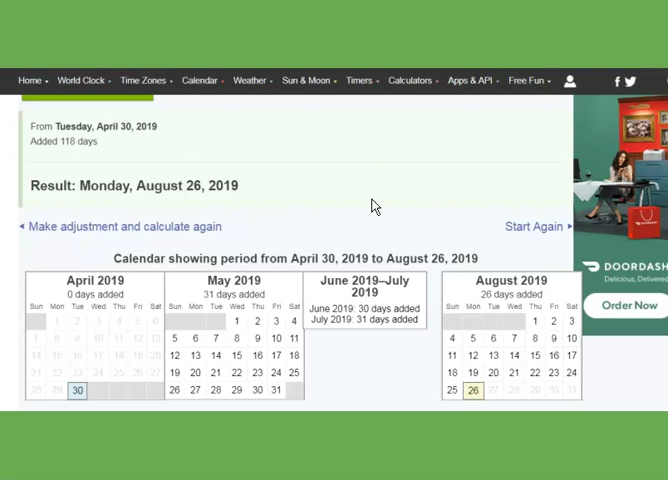 Home World Clock Time Zones Calendar Weather Sun & Moon Timers Calculators Apps & API Free Fun
From Tuesday, April 30, 2019
Added 118 days
Result: Monday, August 26, 2019
Make adjustment and calculate again Start Again
Calendar showing period from April 30, 2019 to August 26, 2019
April 2019
0 days added
Sun Mon Tue Wed Thu Fri Sat
1 2 3 4 5 6
7 8 9 10 11 12 13
14 15 16 17 18 19 20
21 22 23 24 25 26 27
28 29 30
May 2019
31 days added
Sun Mon Tue Wed Thu Fri Sat
1 2 3 4
5 6 7 8 9 10 11
12 13 14 15 16 17 18
19 20 21 22 23 24 25
26 27 28 29 30 31
June 2019–July
2019
June 2019: 30 days added
July 2019: 31 days added
August 2019
26 days added
Sun Mon Tue Wed Thu Fri Sat
1 2 3
4 5 6 7 8 9 10
11 12 13 14 15 16 17
18 19 20 21 22 23 24
25 26 27 28 29 30 31
DOORDASH
Delicious, Delivered
Order Now